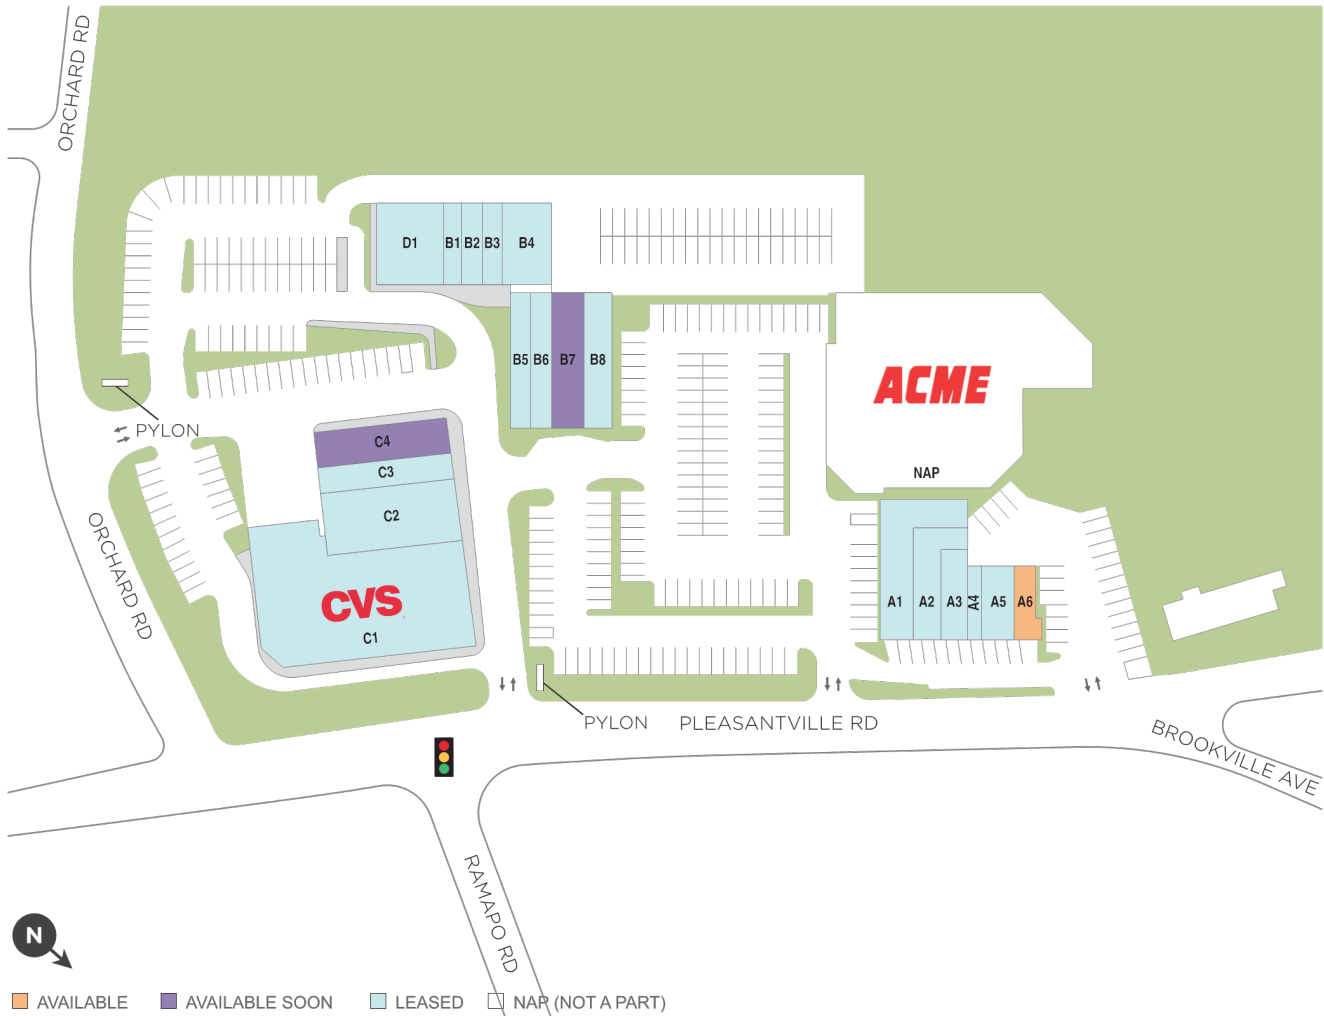 ORCHARD RD
D1
B1
B2
B3
B4
B5
B6
B7
B8
ACME
NAP
PYLON
C4
C3
C2
CVS
C1
ORCHARD RD
A1
A2
A3
A4
A5
A6
PYLON
PLEASANTVILLE RD
BROOKVILLE AVE
RAMAPO RD
N
AVAILABLE
AVAILABLE SOON
LEASED
NAP (NOT A PART)